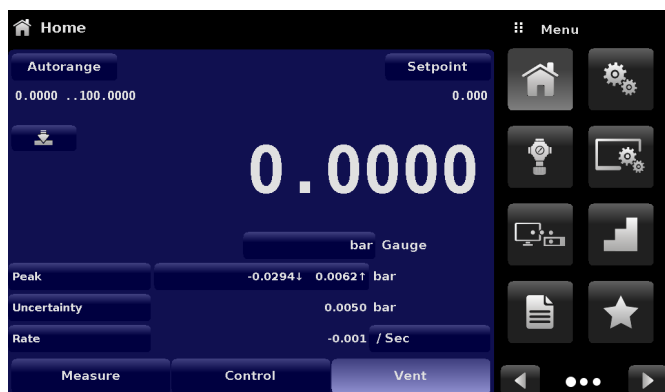 Home
Menu
Autorange
Setpoint
0.0000 ..100.0000
0.000
0.0000
bar Gauge
Peak -0.0294↓ 0.0062↑ bar
Uncertainty 0.0050 bar
Rate -0.001 / Sec
Measure Control Vent